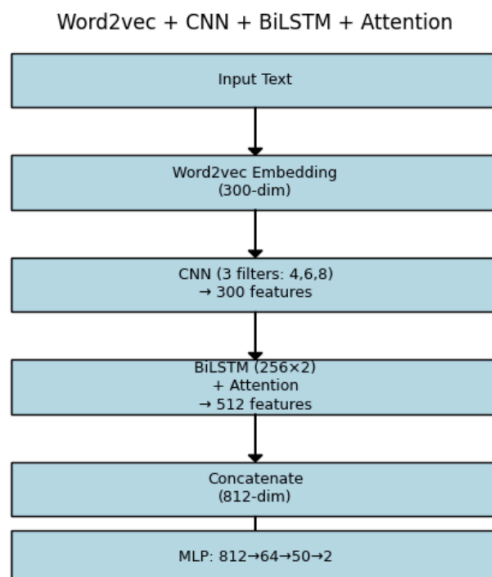 Word2vec + CNN + BiLSTM + Attention
Input Text
Word2vec Embedding
(300-dim)
CNN (3 filters: 4,6,8)
→ 300 features
BiLSTM (256×2)
+ Attention
→ 512 features
Concatenate
(812-dim)
MLP: 812→64→50→2